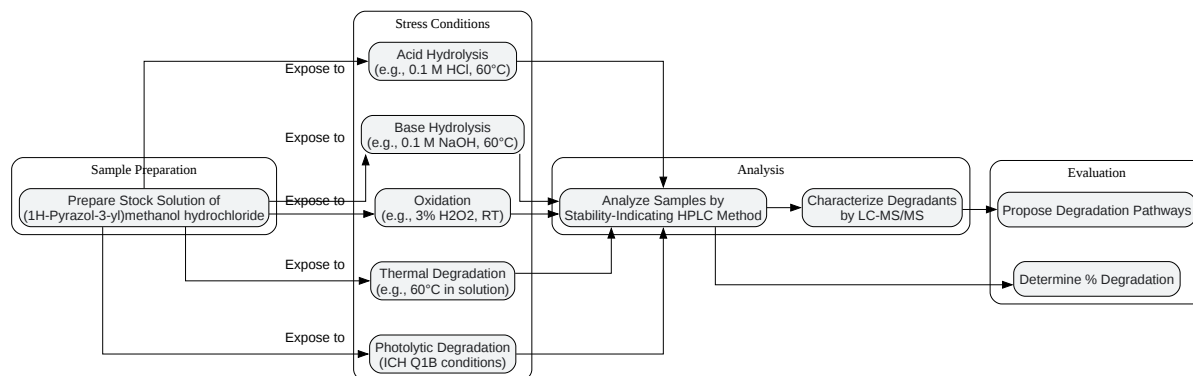 Stress Conditions
Acid Hydrolysis
(e.g., 0.1 M HCl, 60°C)
Expose to
Expose to
Base Hydrolysis
(e.g., 0.1 M NaOH, 60°C)
Sample Preparation
Prepare Stock Solution of
(1H-Pyrazol-3-yl)methanol hydrochloride
Expose to
Oxidation
(e.g., 3% H2O2, RT)
Expose to
Thermal Degradation
(e.g., 60°C in solution)
Expose to
Photolytic Degradation
(ICH Q1B conditions)
Analysis
Analyze Samples by
Stability-Indicating HPLC Method
Characterize Degradants
by LC-MS/MS
Evaluation
Propose Degradation Pathways
Determine % Degradation